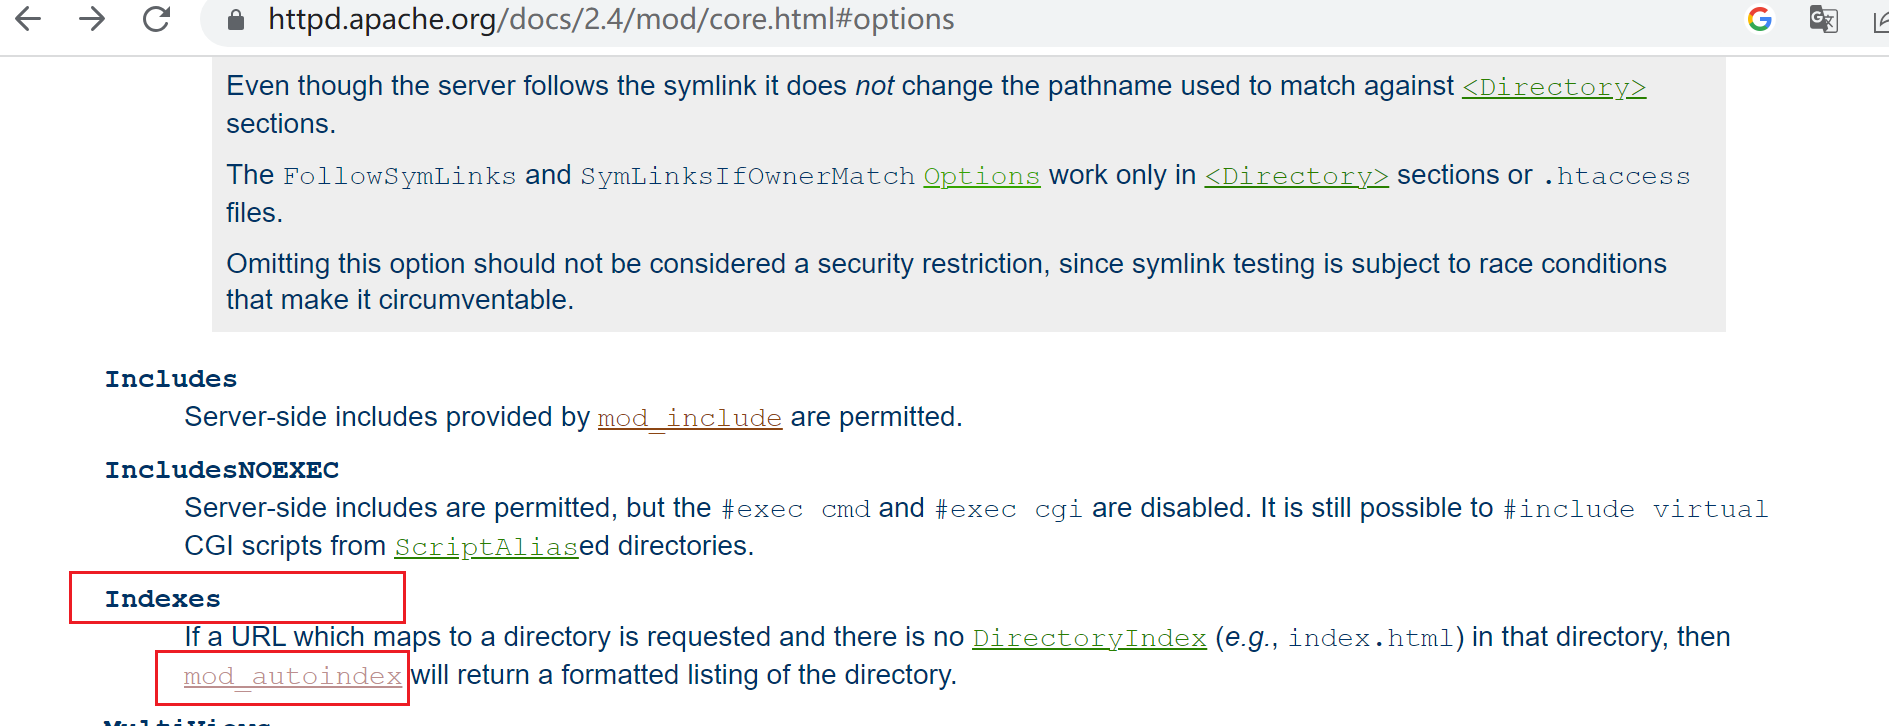 httpd.apache.org/docs/2.4/mod/core.html#options
Even though the server follows the symlink it does not change the pathname used to match against <Directory>
sections.
The FollowSymLinks and SymLinksIfOwnerMatch Options work only in <Directory> sections or .htaccess
files.
Omitting this option should not be considered a security restriction, since symlink testing is subject to race conditions
that make it circumventable.
Includes
Server-side includes provided by mod_include are permitted.
IncludesNOEXEC
Server-side includes are permitted, but the #exec cmd and #exec cgi are disabled. It is still possible to #include virtual
CGI scripts from ScriptAliased directories.
Indexes
If a URL which maps to a directory is requested and there is no DirectoryIndex (e.g., index.html) in that directory, then
mod_autoindex will return a formatted listing of the directory.
MultiViews